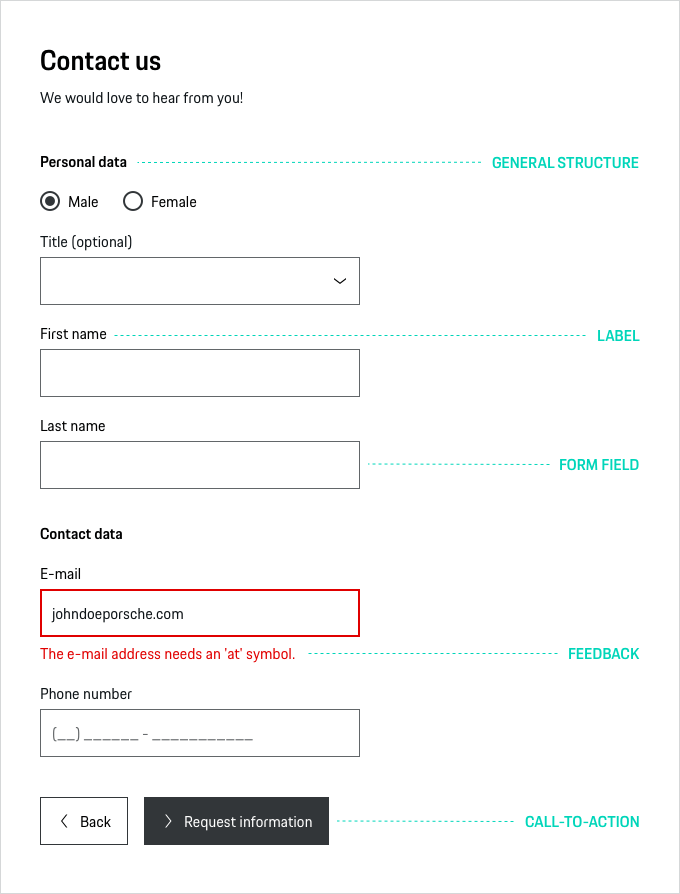 Contact us
We would love to hear from you!
Personal data GENERAL STRUCTURE
Male Female
Title (optional)
First name LABEL
Last name
FORM FIELD
Contact data
E-mail
johndoeporsche.com
The e-mail address needs an 'at' symbol. FEEDBACK
Phone number
(__) ______ - ___________
Back Request information CALL-TO-ACTION